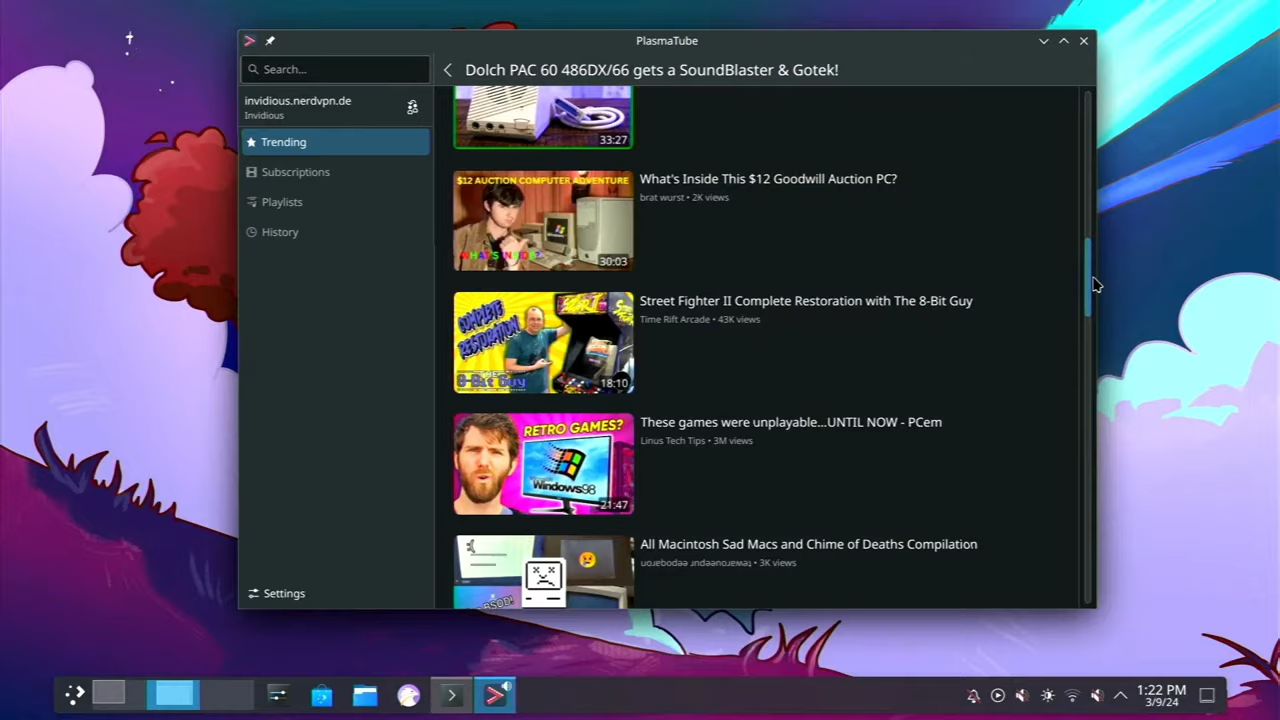 PlasmaTube
Search...
Dolch PAC 60 486DX/66 gets a SoundBlaster & Gotek!
invidious.nerdvpn.de
Invidious
Trending
Subscriptions
Playlists
History
Settings
33:27
$12 AUCTION COMPUTER ADVENTURE
WHAT'S INSIDE?
30:03
What's Inside This $12 Goodwill Auction PC?
brat wurst • 2K views
COMPLETE
RESTORATION
8-Bit Guy
18:10
Street Fighter II Complete Restoration with The 8-Bit Guy
Time Rift Arcade • 43K views
RETRO GAMES?
Windows98
21:47
These games were unplayable...UNTIL NOW - PCem
Linus Tech Tips • 3M views
BSOD!
All Macintosh Sad Macs and Chime of Deaths Compilation
• 3K views
1:22 PM
3/9/24